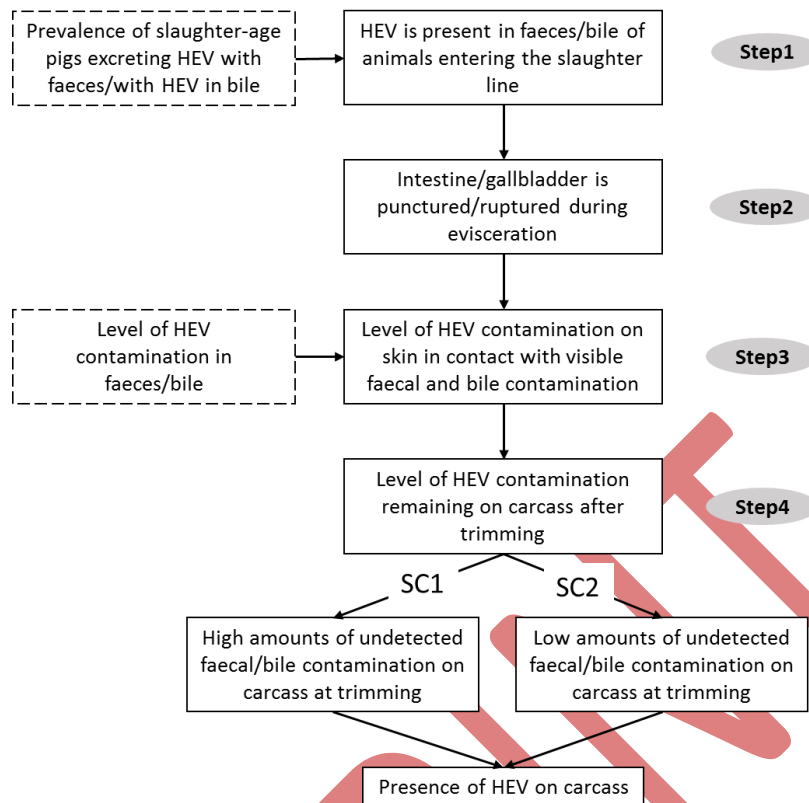 Prevalence of slaughter-age
pigs excreting HEV with
faeces/with HEV in bile
HEV is present in faeces/bile of
animals entering the slaughter
line
Step1
Intestine/gallbladder is
punctured/ruptured during
evisceration
Step2
Level of HEV
contamination in
faeces/bile
Level of HEV contamination on
skin in contact with visible
faecal and bile contamination
Step3
Level of HEV contamination
remaining on carcass after
trimming
Step4
SC1
SC2
High amounts of undetected
faecal/bile contamination on
carcass at trimming
Low amounts of undetected
faecal/bile contamination on
carcass at trimming
Presence of HEV on carcass